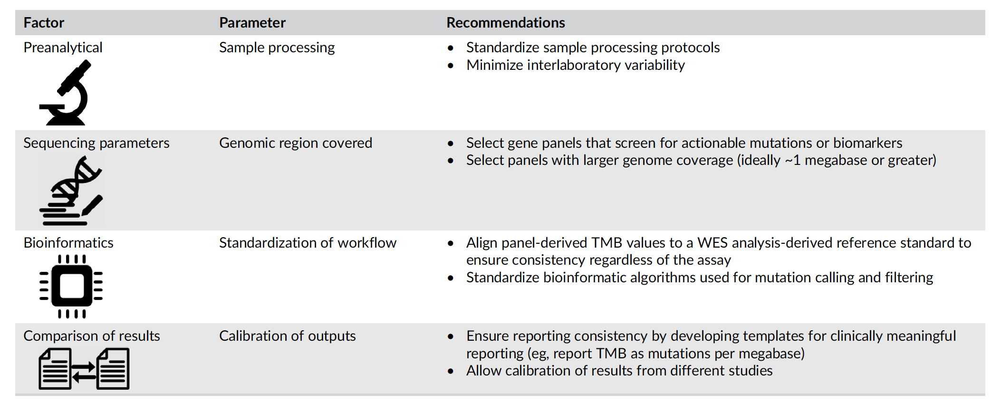 Factor Parameter Recommendations
Preanalytical Sample processing • Standardize sample processing protocols
• Minimize interlaboratory variability
Sequencing parameters Genomic region covered • Select gene panels that screen for actionable mutations or biomarkers
• Select panels with larger genome coverage (ideally ~1 megabase or greater)
Bioinformatics Standardization of workflow • Align panel-derived TMB values to a WES analysis-derived reference standard to
ensure consistency regardless of the assay
• Standardize bioinformatic algorithms used for mutation calling and filtering
Comparison of results Calibration of outputs • Ensure reporting consistency by developing templates for clinically meaningful
reporting (eg, report TMB as mutations per megabase)
• Allow calibration of results from different studies